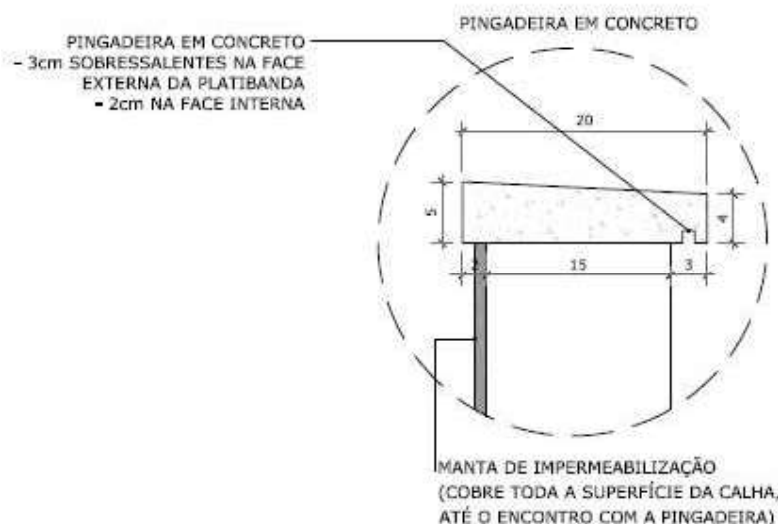 PINGADEIRA EM CONCRETO
PINGADEIRA EM CONCRETO
- 3cm SOBRESSALENTES NA FACE
EXTERNA DA PLATIBANDA
- 2cm NA FACE INTERNA
20
5
4
2
15
3
MANTA DE IMPERMEABILIZAÇÃO
(COBRE TODA A SUPERFÍCIE DA CALHA,
ATÉ O ENCONTRO COM A PINGADEIRA)